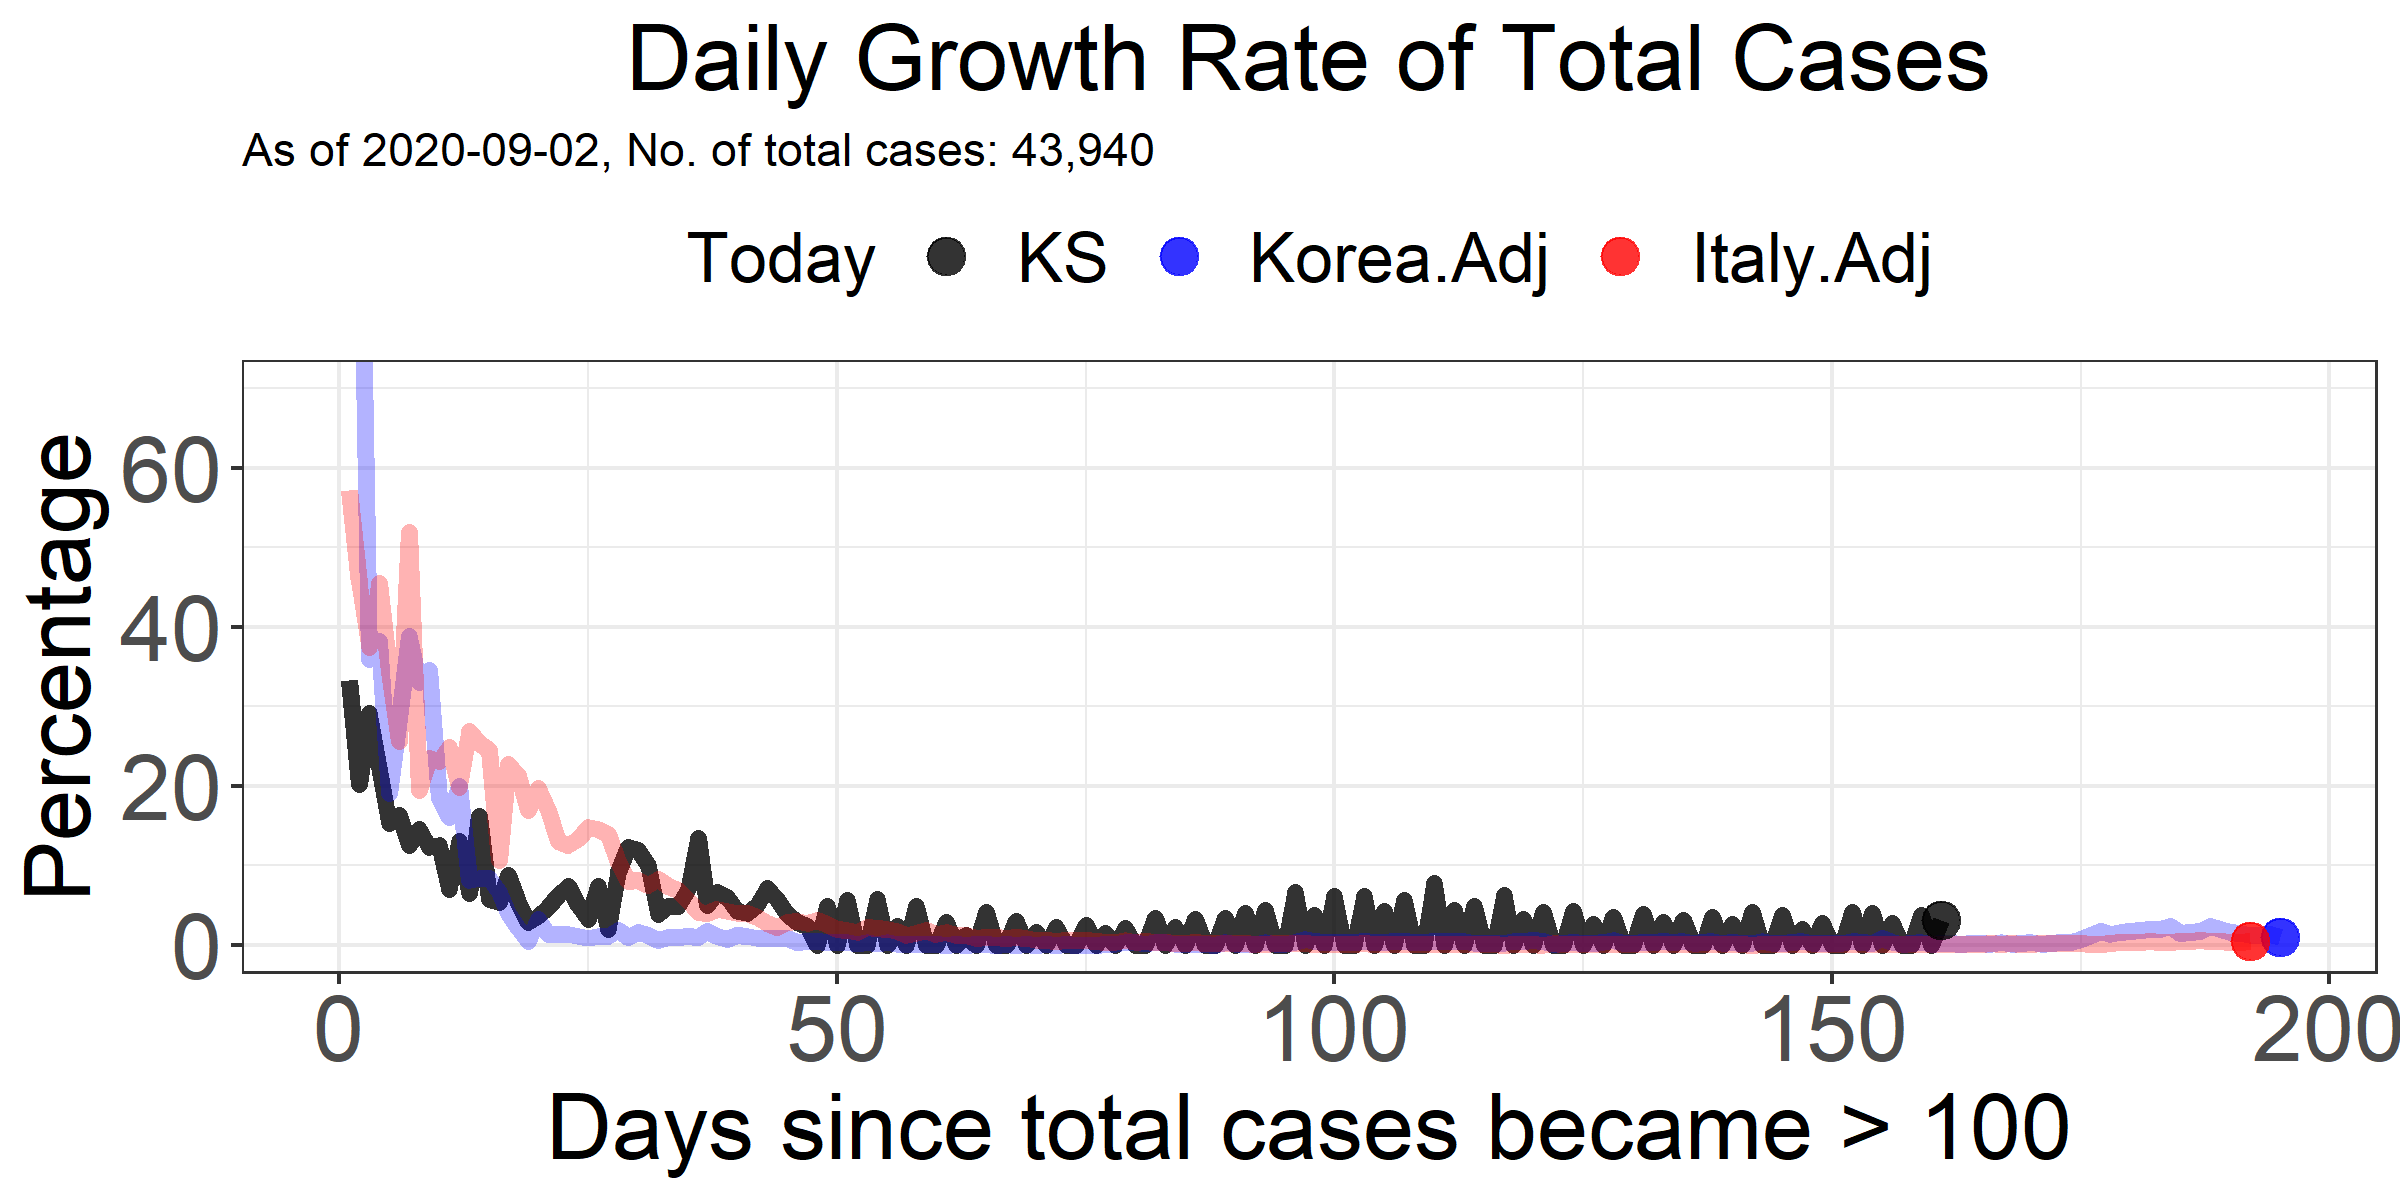 Daily Growth Rate of Total Cases
As of 2020-09-02, No. of total cases: 43,940
Today KS Korea.Adj Italy.Adj
Percentage
60
40
20
0
0 50 100 150 200
Days since total cases became > 100